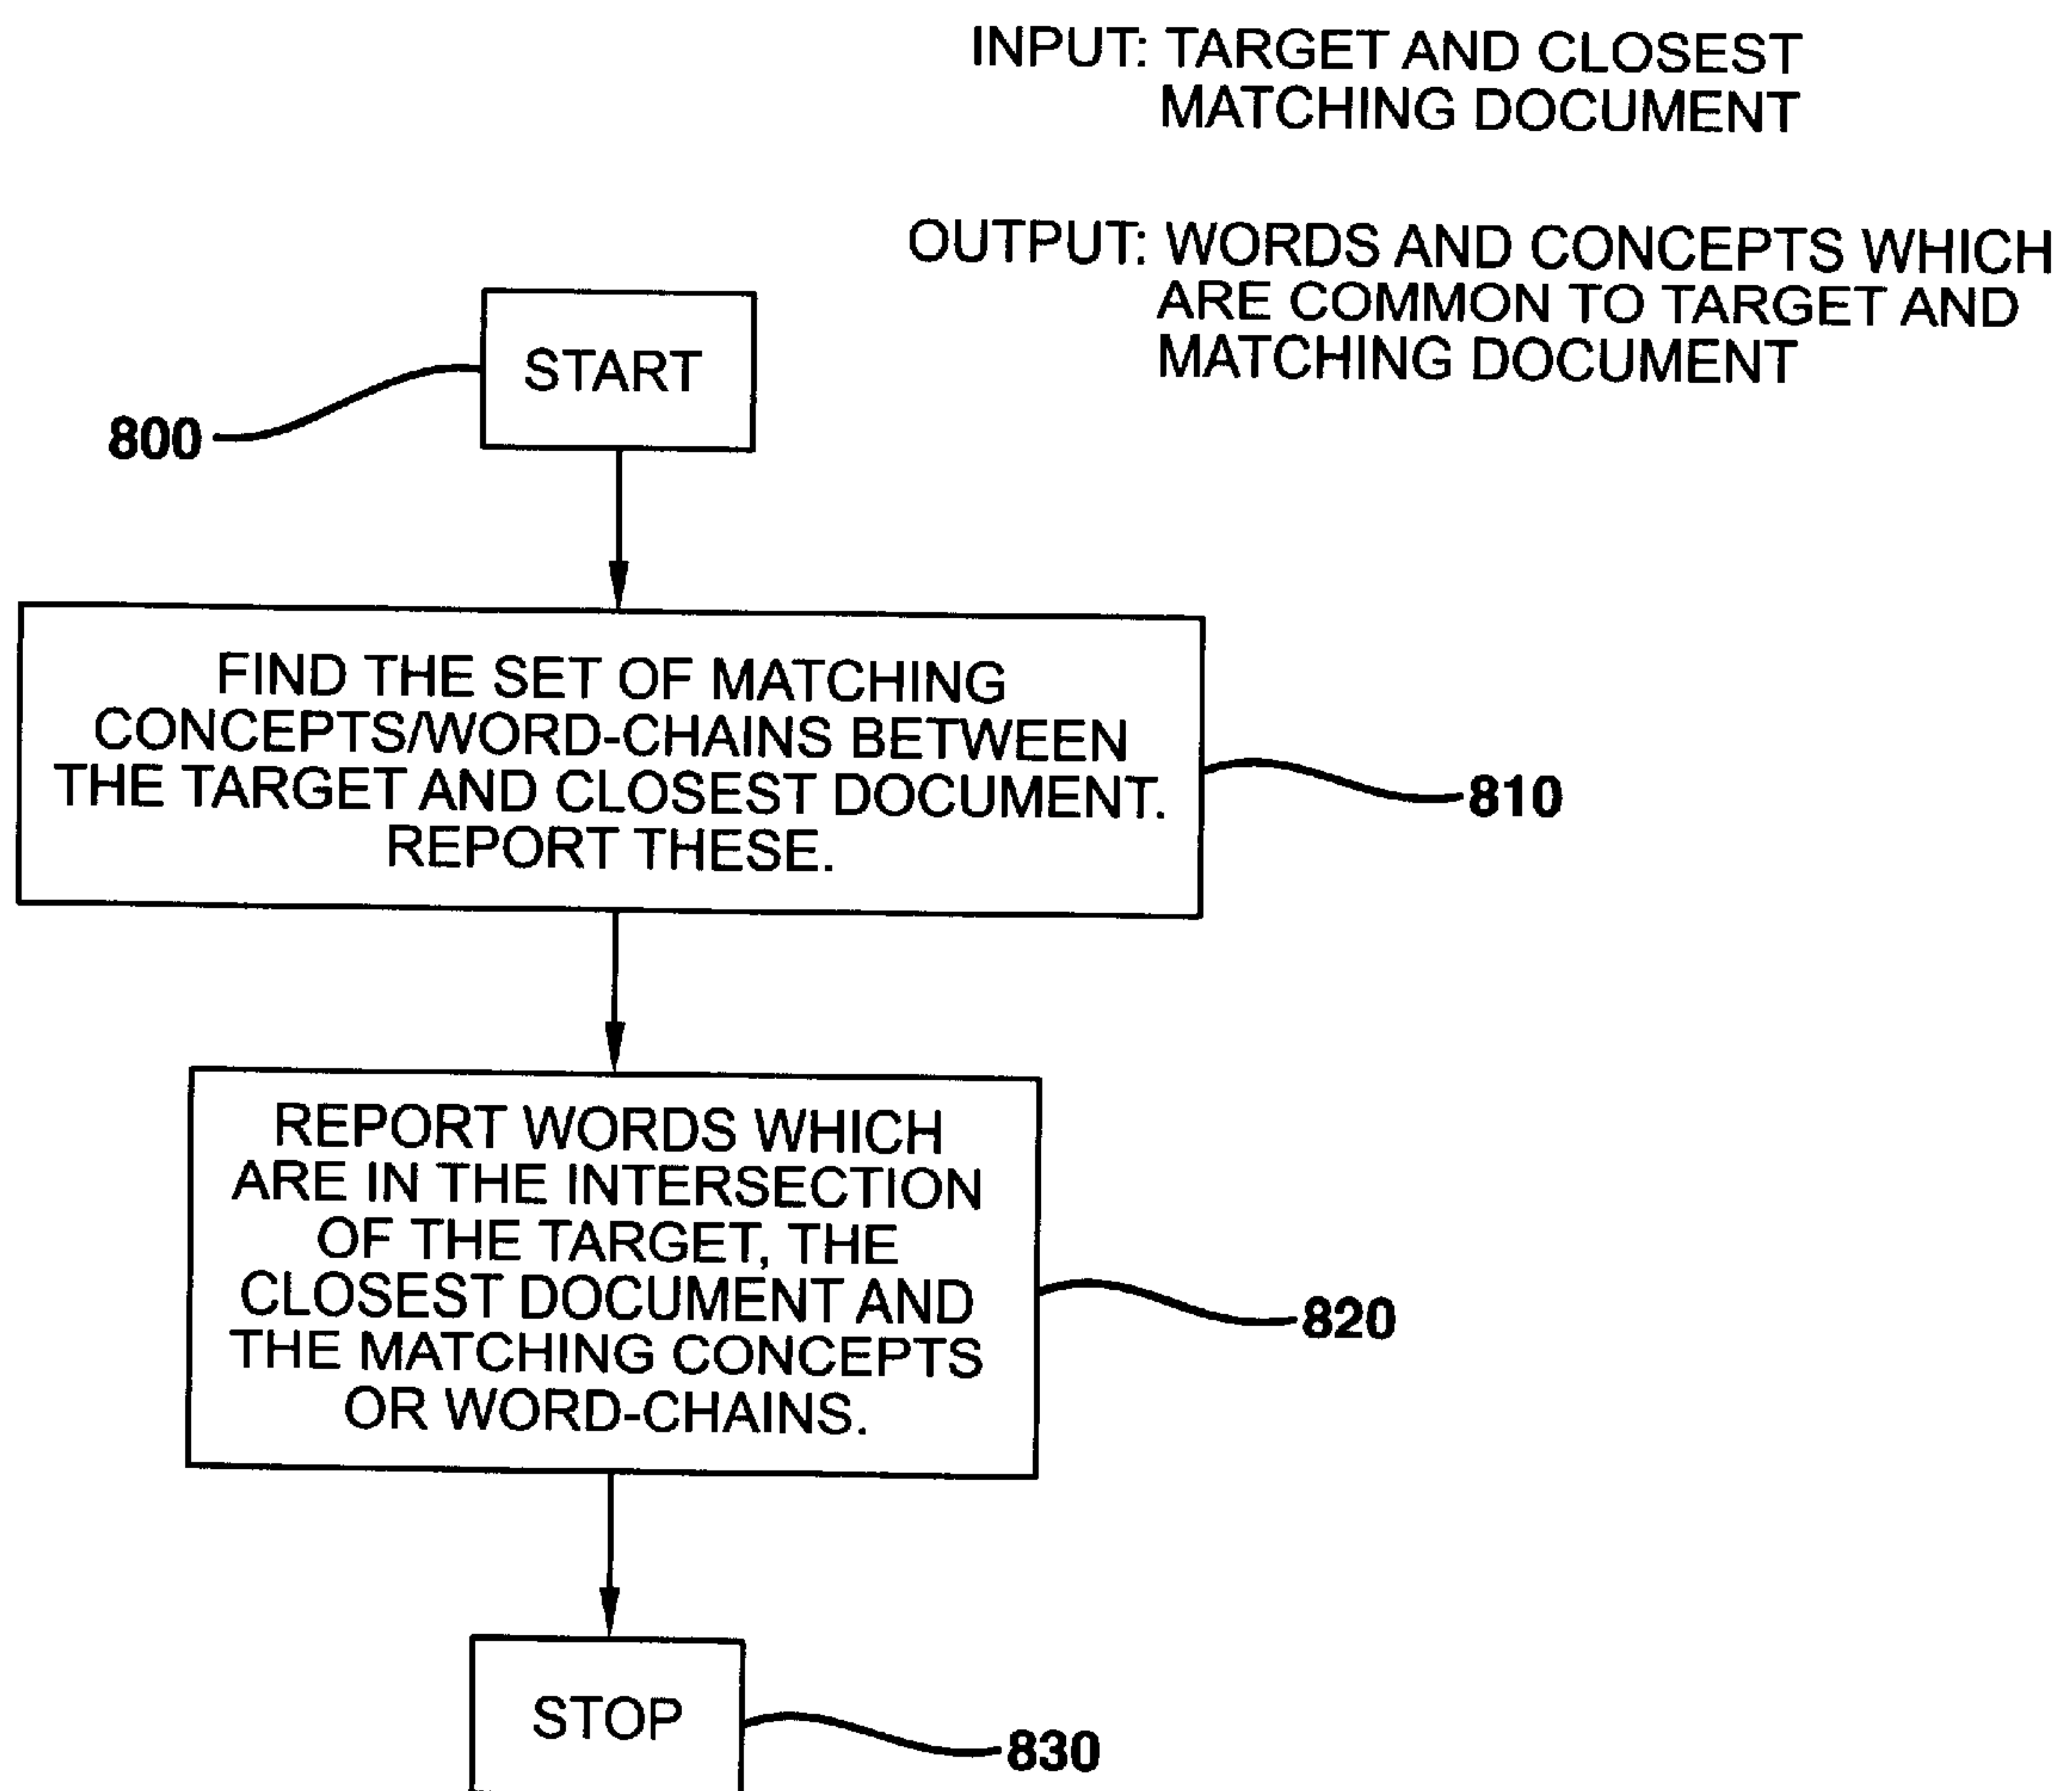 INPUT: TARGET AND CLOSEST
MATCHING DOCUMENT
OUTPUT: WORDS AND CONCEPTS WHICH
ARE COMMON TO TARGET AND
MATCHING DOCUMENT
START
800
FIND THE SET OF MATCHING
CONCEPTS/WORD-CHAINS BETWEEN
THE TARGET AND CLOSEST DOCUMENT.
REPORT THESE.
810
REPORT WORDS WHICH
ARE IN THE INTERSECTION
OF THE TARGET, THE
CLOSEST DOCUMENT AND
THE MATCHING CONCEPTS
OR WORD-CHAINS.
820
STOP
830